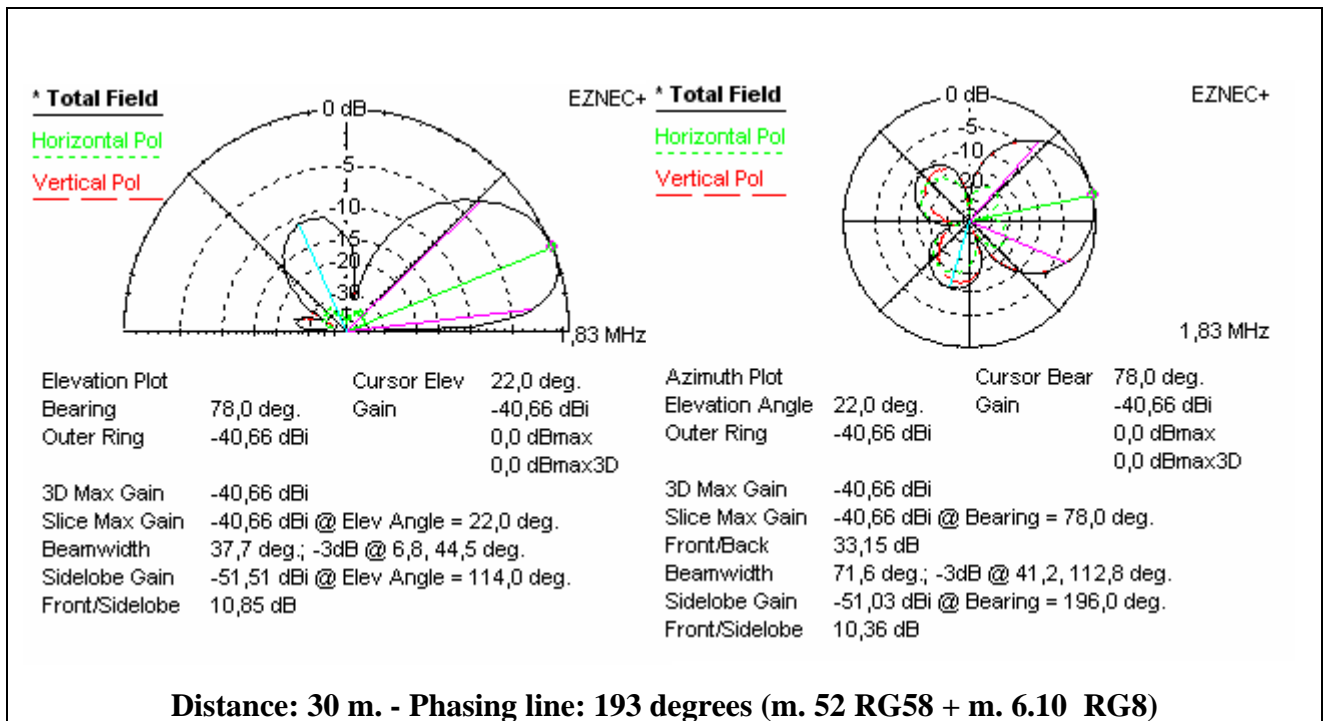 * Total Field
EZNEC+
0 dB
Horizontal Pol
Vertical Pol
-5
-10
-15
-20
-30
1,83 MHz
Elevation Plot
Cursor Elev 22,0 deg.
Bearing 78,0 deg.
Gain -40,66 dBi
Outer Ring -40,66 dBi
0,0 dBmax
0,0 dBmax3D
3D Max Gain -40,66 dBi
Slice Max Gain -40,66 dBi @ Elev Angle = 22,0 deg.
Beamwidth 37,7 deg.; -3dB @ 6,8, 44,5 deg.
Sidelobe Gain -51,51 dBi @ Elev Angle = 114,0 deg.
Front/Sidelobe 10,85 dB
* Total Field
EZNEC+
0 dB
Horizontal Pol
Vertical Pol
-5
-10
-20
1,83 MHz
Azimuth Plot
Cursor Bear 78,0 deg.
Elevation Angle 22,0 deg.
Gain -40,66 dBi
Outer Ring -40,66 dBi
0,0 dBmax
0,0 dBmax3D
3D Max Gain -40,66 dBi
Slice Max Gain -40,66 dBi @ Bearing = 78,0 deg.
Front/Back 33,15 dB
Beamwidth 71,6 deg.; -3dB @ 41,2, 112,8 deg.
Sidelobe Gain -51,03 dBi @ Bearing = 196,0 deg.
Front/Sidelobe 10,36 dB
Distance: 30 m. - Phasing line: 193 degrees (m. 52 RG58 + m. 6.10 RG8)